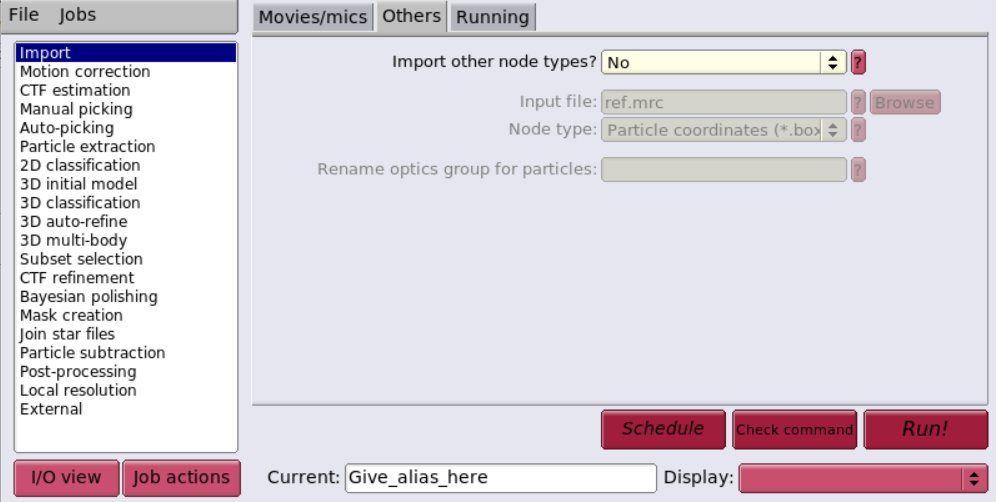 File Jobs
Movies/mics Others Running
Import
Motion correction
CTF estimation
Manual picking
Auto-picking
Particle extraction
2D classification
3D initial model
3D classification
3D auto-refine
3D multi-body
Subset selection
CTF refinement
Bayesian polishing
Mask creation
Join star files
Particle subtraction
Post-processing
Local resolution
External
Import other node types? No ?
Input file: ref.mrc ? Browse
Node type: Particle coordinates (*.box ?
Rename optics group for particles: ?
Schedule Check command Run!
I/O view Job actions Current: Give_alias_here Display: